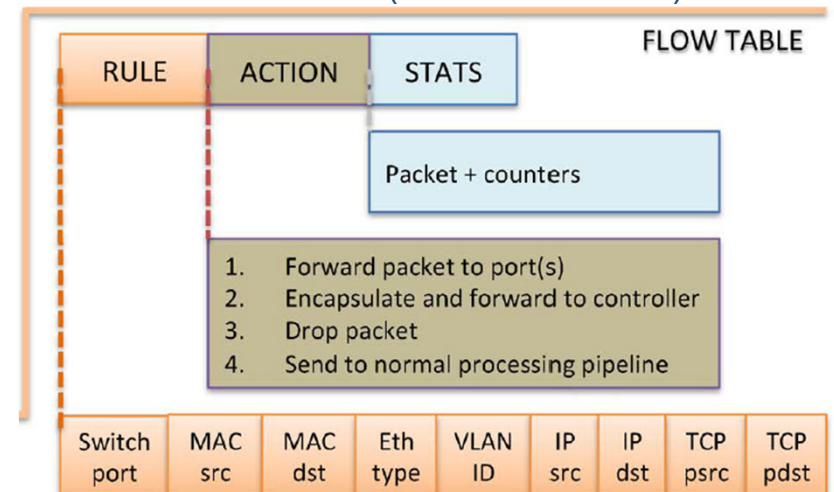 FLOW TABLE
RULE
ACTION
STATS
Packet + counters
1. Forward packet to port(s)
2. Encapsulate and forward to controller
3. Drop packet
4. Send to normal processing pipeline
Switch port
MAC src
MAC dst
Eth type
VLAN ID
IP src
IP dst
TCP psrc
TCP pdst